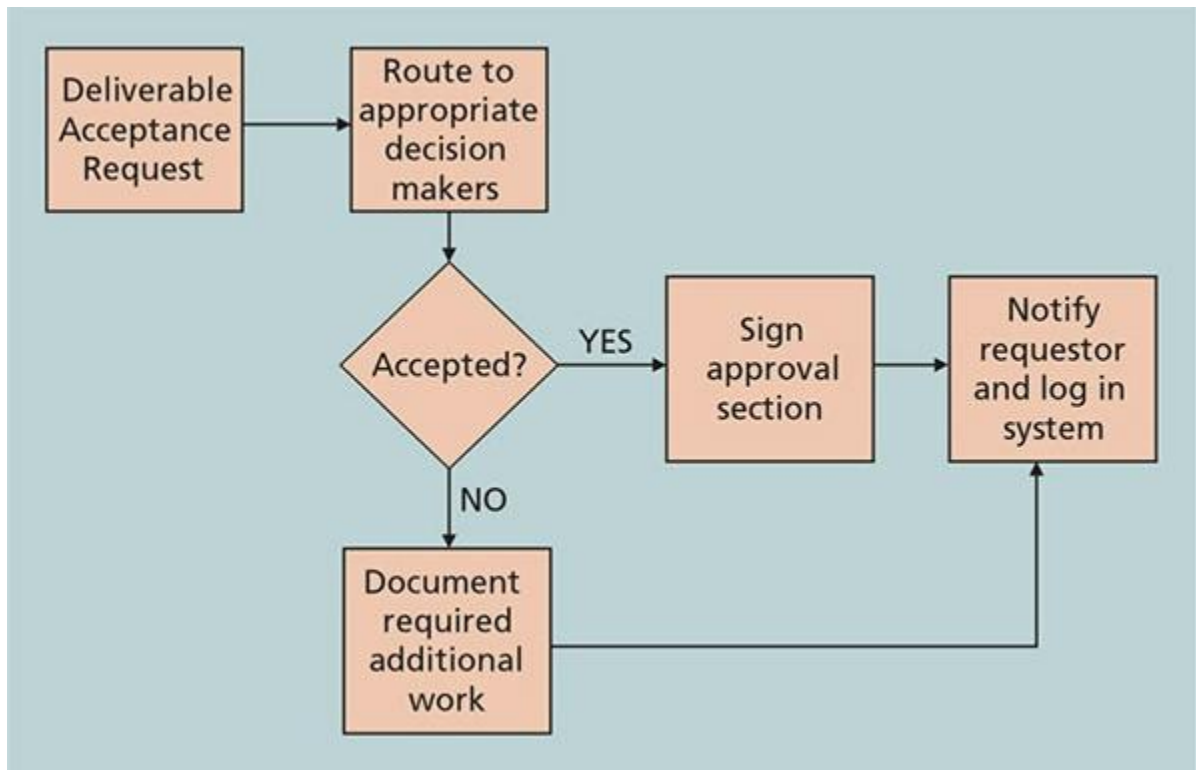 Deliverable
Acceptance
Request
Route to
appropriate
decision
makers
Accepted?
YES
Sign
approval
section
Notify
requestor
and log in
system
NO
Document
required
additional
work